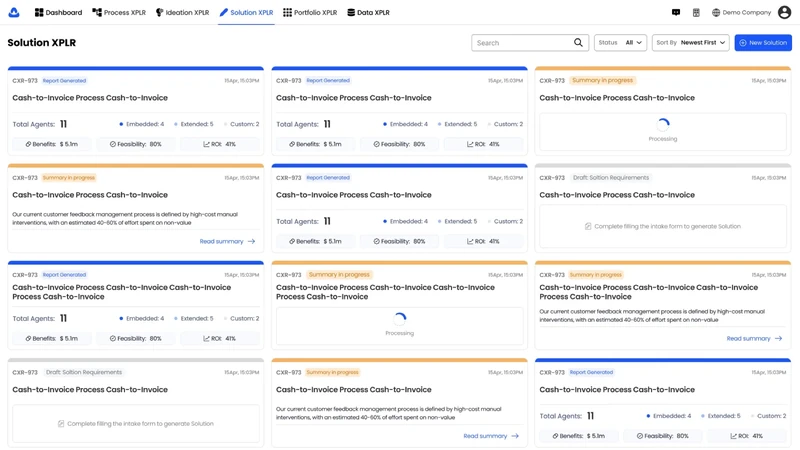 Dashboard Process XPLR Ideation XPLR Solution XPLR Portfolio XPLR Data XPLR Demo Company
Solution XPLR Search Status All Sort By Newest First New Solution
CXR-973 Report Generated 15Apr, 15:03PM
Cash-to-Invoice Process Cash-to-Invoice
Total Agents: 11 Embedded: 4 Extended: 5 Custom: 2
Benefits: $ 5.1m Feasibility: 80% ROI: 41%
CXR-973 Report Generated 15Apr, 15:03PM
Cash-to-Invoice Process Cash-to-Invoice
Total Agents: 11 Embedded: 4 Extended: 5 Custom: 2
Benefits: $ 5.1m Feasibility: 80% ROI: 41%
CXR-973 Summary in progress 15Apr, 15:03PM
Cash-to-Invoice Process Cash-to-Invoice
Processing
CXR-973 Summary in progress 15Apr, 15:03PM
Cash-to-Invoice Process Cash-to-Invoice
Our current customer feedback management process is defined by high-cost manual
interventions, with an estimated 40-60% of effort spent on non-value
Read summary
CXR-973 Report Generated 15Apr, 15:03PM
Cash-to-Invoice Process Cash-to-Invoice
Total Agents: 11 Embedded: 4 Extended: 5 Custom: 2
Benefits: $ 5.1m Feasibility: 80% ROI: 41%
CXR-973 Draft Soltion Requirements 15Apr, 15:03PM
Cash-to-Invoice Process Cash-to-Invoice
Complete filling the intake form to generate Solution
CXR-973 Report Generated 15Apr, 15:03PM
Cash-to-Invoice Process Cash-to-Invoice Cash-to-Invoice
Process Cash-to-Invoice
Total Agents: 11 Embedded: 4 Extended: 5 Custom: 2
Benefits: $ 5.1m Feasibility: 80% ROI: 41%
CXR-973 Summary in progress 15Apr, 15:03PM
Cash-to-Invoice Process Cash-to-Invoice Cash-to-Invoice
Process Cash-to-Invoice
Processing
CXR-973 Summary in progress 15Apr, 15:03PM
Cash-to-Invoice Process Cash-to-Invoice Cash-to-Invoice
Process Cash-to-Invoice
Our current customer feedback management process is defined by high-cost manual
interventions, with an estimated 40-60% of effort spent on non-value
Read summary
CXR-973 Draft Soltion Requirements 15Apr, 15:03PM
Cash-to-Invoice Process Cash-to-Invoice
Complete filling the intake form to generate Solution
CXR-973 Summary in progress 15Apr, 15:03PM
Cash-to-Invoice Process Cash-to-Invoice
Our current customer feedback management process is defined by high-cost manual
interventions, with an estimated 40-60% of effort spent on non-value
Read summary
CXR-973 Report Generated 15Apr, 15:03PM
Cash-to-Invoice Process Cash-to-Invoice
Total Agents: 11 Embedded: 4 Extended: 5 Custom: 2
Benefits: $ 5.1m Feasibility: 80% ROI: 41%